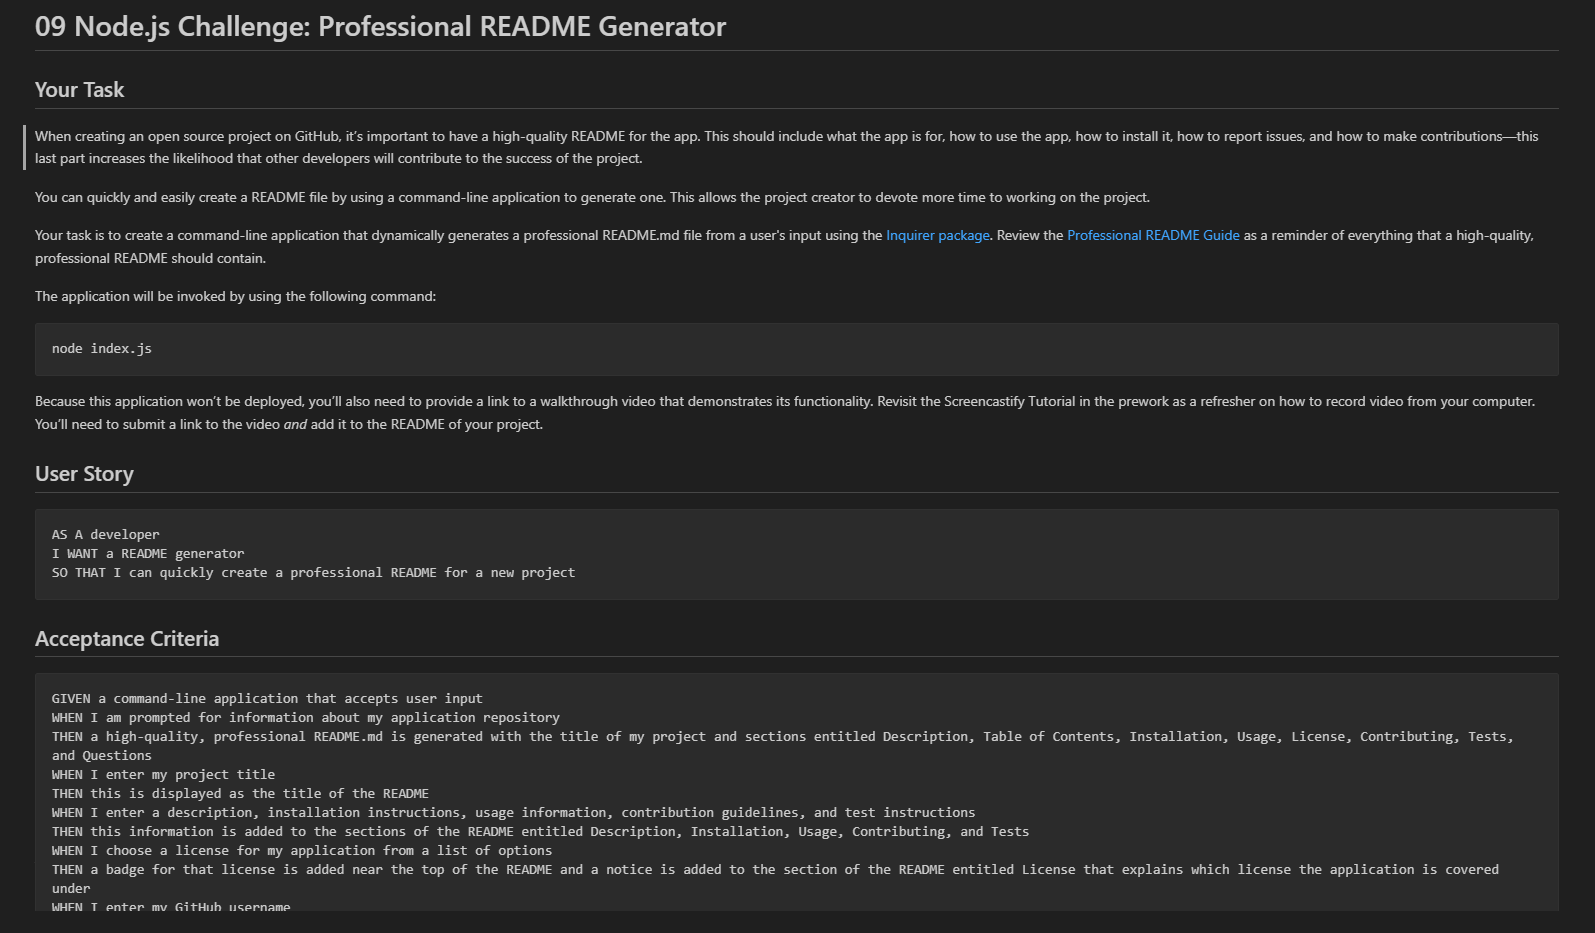 09 Node.js Challenge: Professional README Generator
Your Task
When creating an open source project on GitHub, it’s important to have a high-quality README for the app. This should include what the app is for, how to use the app, how to install it, how to report issues, and how to make contributions—this
last part increases the likelihood that other developers will contribute to the success of the project.
You can quickly and easily create a README file by using a command-line application to generate one. This allows the project creator to devote more time to working on the project.
Your task is to create a command-line application that dynamically generates a professional README.md file from a user's input using the Inquirer package. Review the Professional README Guide as a reminder of everything that a high-quality,
professional README should contain.
The application will be invoked by using the following command:
node index.js
Because this application won’t be deployed, you’ll also need to provide a link to a walkthrough video that demonstrates its functionality. Revisit the Screencastify Tutorial in the prework as a refresher on how to record video from your computer.
You’ll need to submit a link to the video and add it to the README of your project.
User Story
AS A developer
I WANT a README generator
SO THAT I can quickly create a professional README for a new project
Acceptance Criteria
GIVEN a command-line application that accepts user input
WHEN I am prompted for information about my application repository
THEN a high-quality, professional README.md is generated with the title of my project and sections entitled Description, Table of Contents, Installation, Usage, License, Contributing, Tests,
and Questions
WHEN I enter my project title
THEN this is displayed as the title of the README
WHEN I enter a description, installation instructions, usage information, contribution guidelines, and test instructions
THEN this information is added to the sections of the README entitled Description, Installation, Usage, Contributing, and Tests
WHEN I choose a license for my application from a list of options
THEN a badge for that license is added near the top of the README and a notice is added to the section of the README entitled License that explains which license the application is covered
under
WHEN I enter my GitHub username